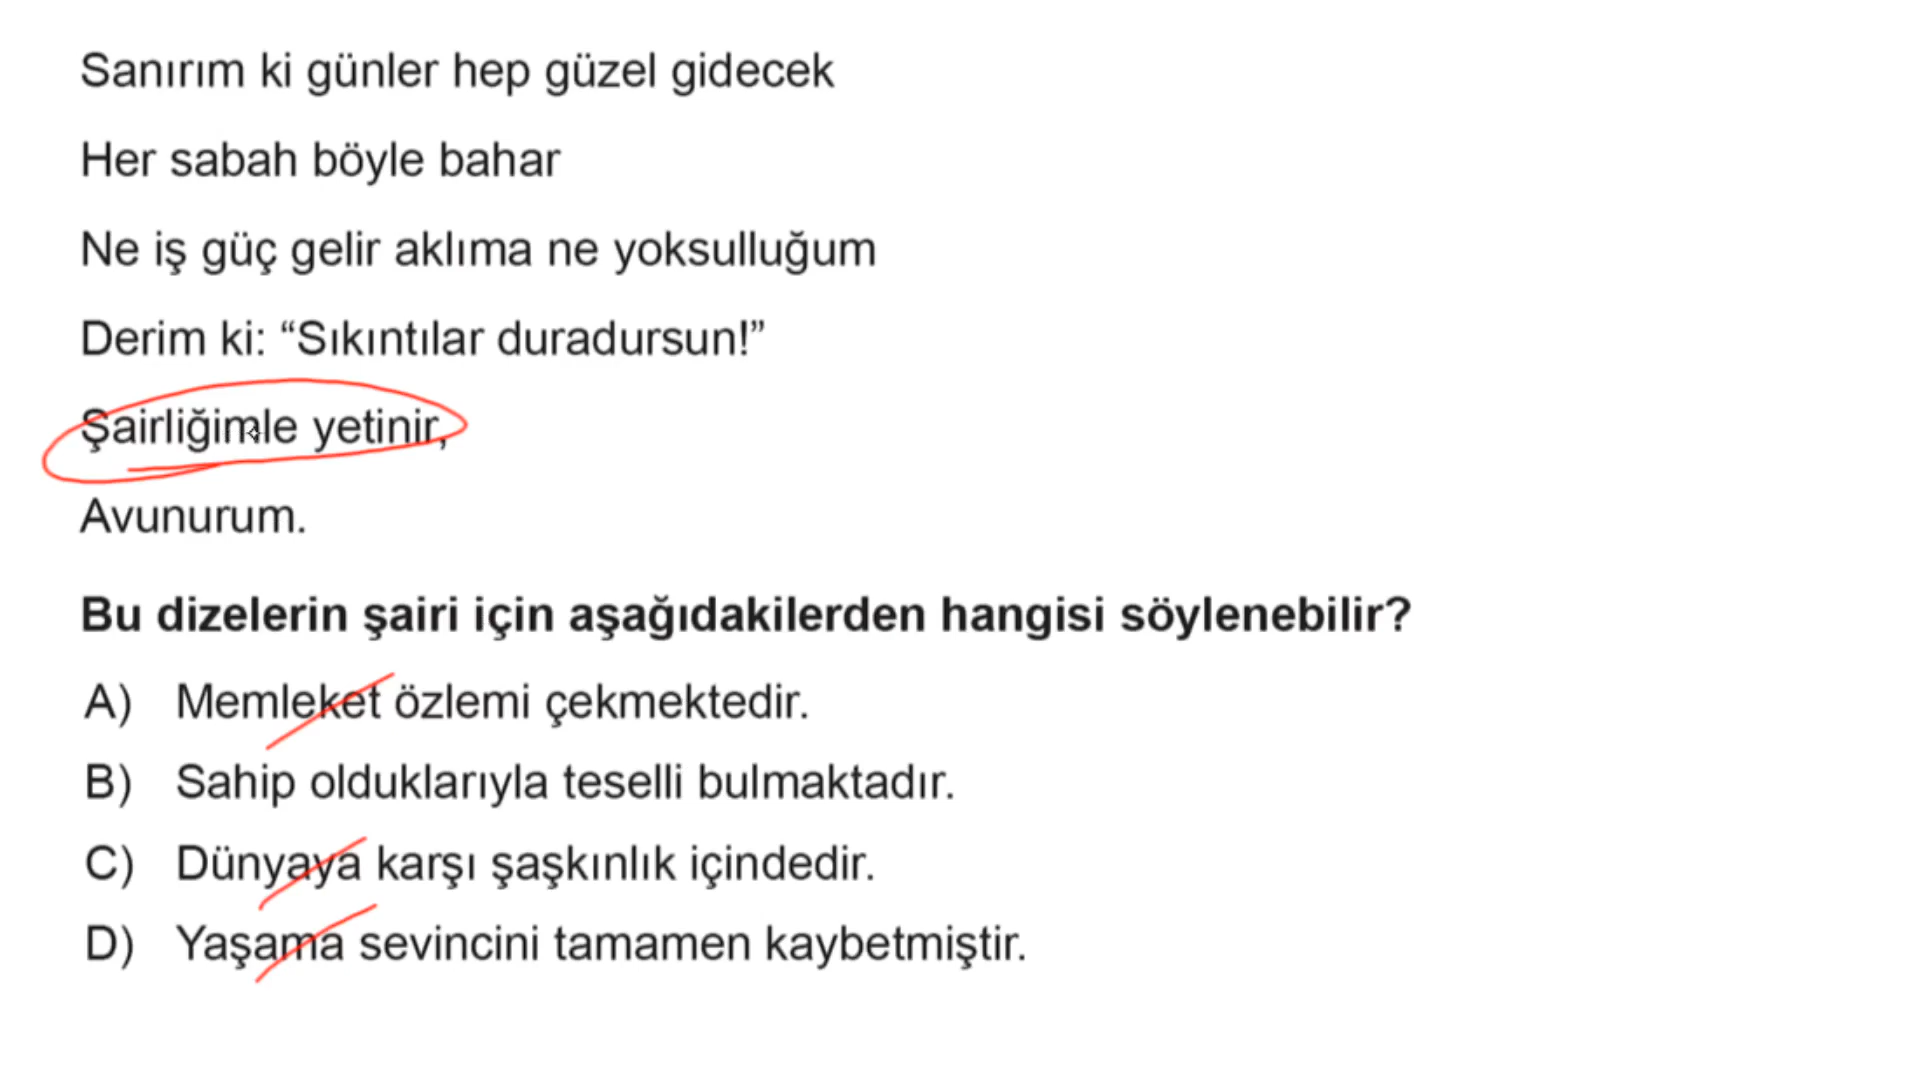 Sanırım ki günler hep güzel gidecek
Her sabah böyle bahar
Ne iş güç gelir aklıma ne yoksulluğum
Derim ki: “Sıkıntılar duradursun!”
Şairliğimle yetinir,
Avunurum.
Bu dizelerin şairi için aşağıdakilerden hangisi söylenebilir?
A) Memleket özlemi çekmektedir.
B) Sahip olduklarıyla teselli bulmaktadır.
C) Dünyaya karşı şaşkınlık içindedir.
D) Yaşama sevincini tamamen kaybetmiştir.